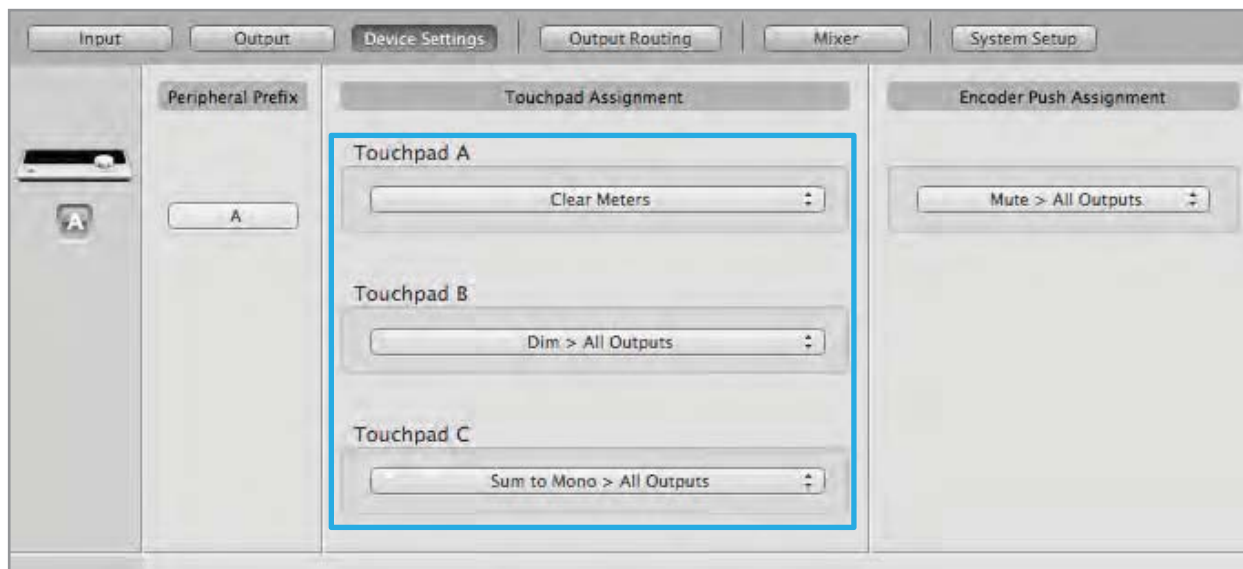 Input Output Device Settings Output Routing Mixer System Setup
Peripheral Prefix Touchpad Assignment Encoder Push Assignment
Touchpad A
Clear Meters Mute > All Outputs
A A
Touchpad B
Dim > All Outputs
Touchpad C
Sum to Mono > All Outputs